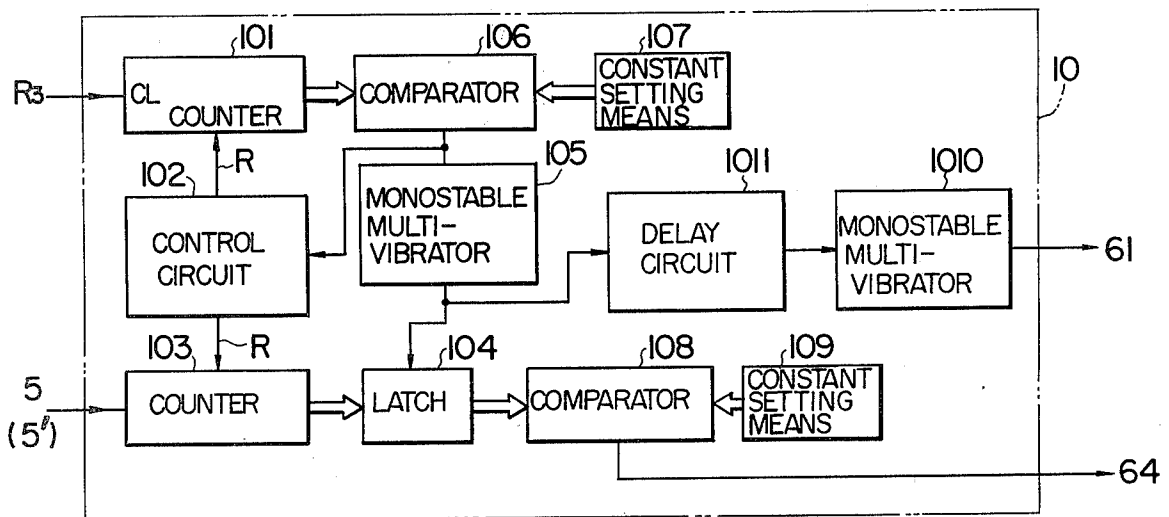 101
106
107
10
R3
CL
COUNTER
COMPARATOR
CONSTANT
SETTING
MEANS
R
102
105
1011
1010
CONTROL
CIRCUIT
MONOSTABLE
MULTI-
VIBRATOR
DELAY
CIRCUIT
MONOSTABLE
MULTI-
VIBRATOR
61
R
103
104
108
109
5
(5')
COUNTER
LATCH
COMPARATOR
CONSTANT
SETTING
MEANS
64